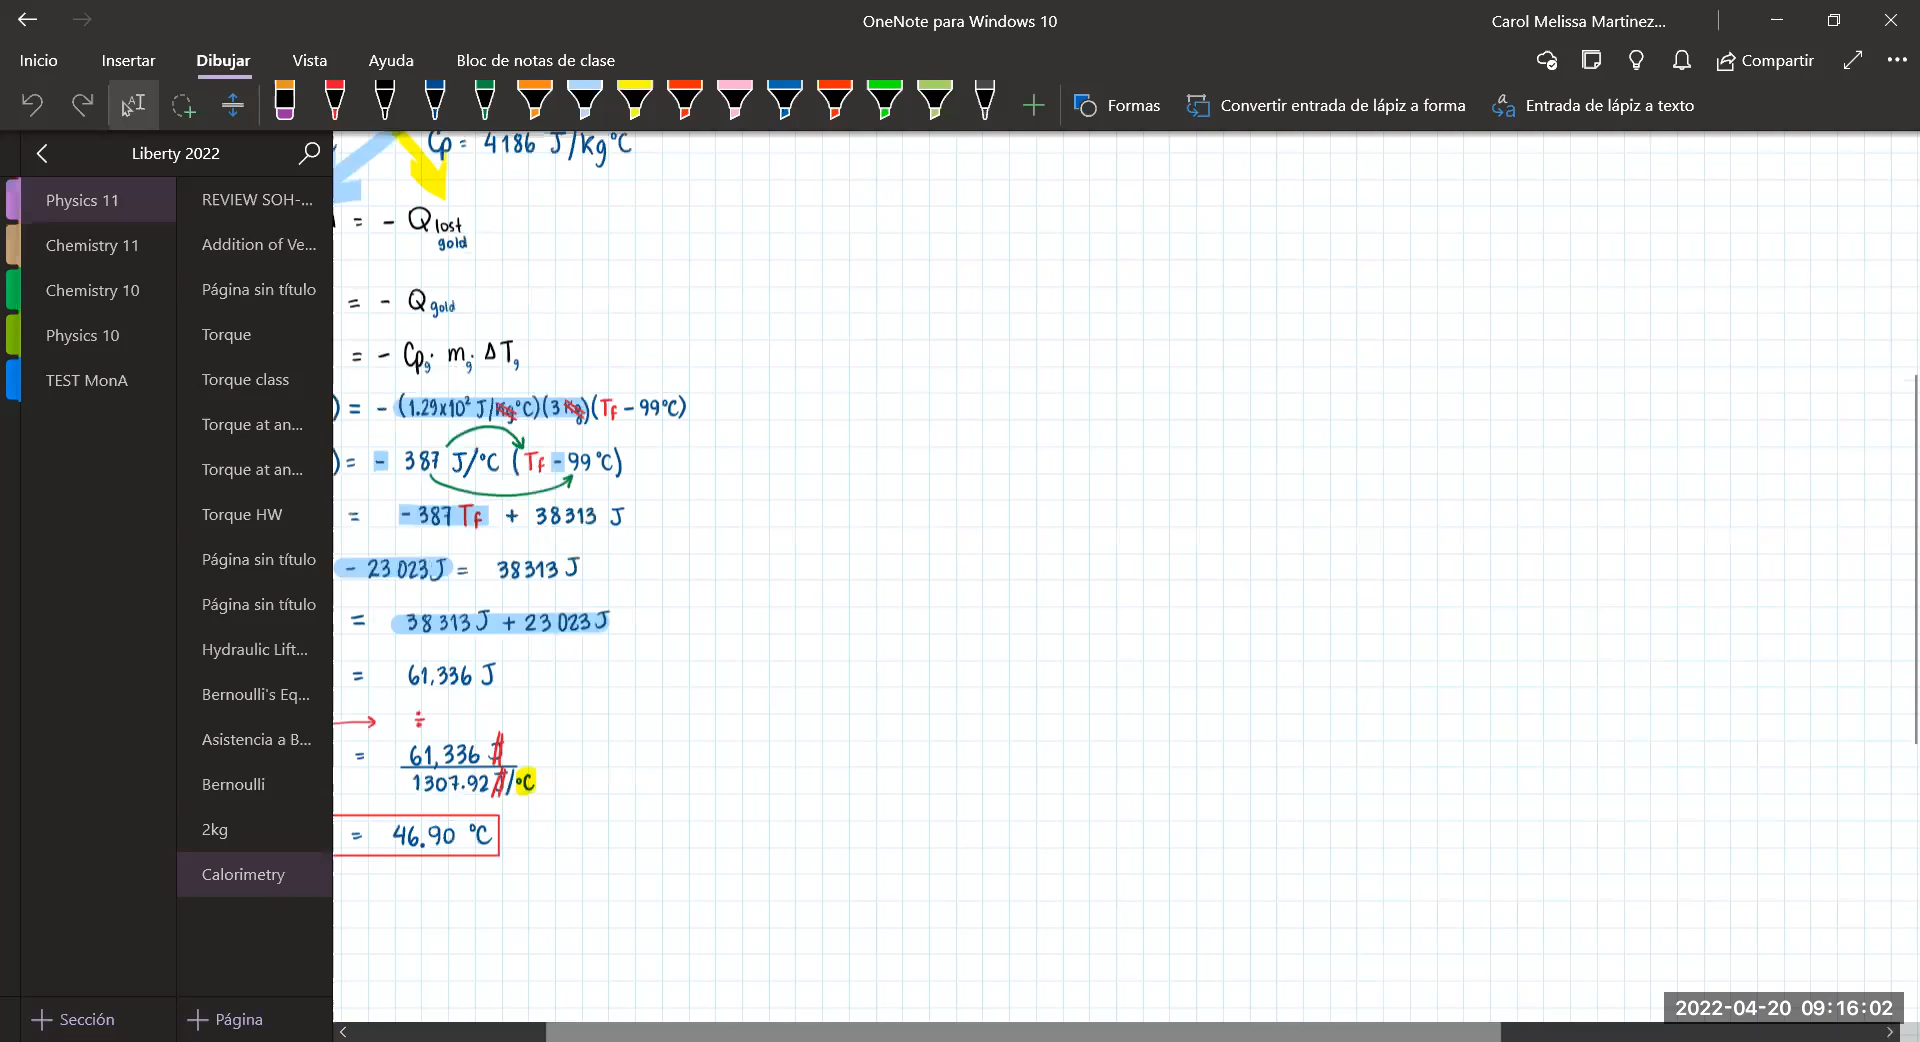 OneNote para Windows 10
Carol Melissa Martinez...
Inicio
Insertar
Dibujar
Vista
Ayuda
Bloc de notas de clase
Compartir
Formas
Convertir entrada de lápiz a forma
Entrada de lápiz a texto
Liberty 2022
Physics 11
Chemistry 11
Chemistry 10
Physics 10
TEST MonA
REVIEW SOH-...
Addition of Ve...
Página sin título
Torque
Torque class
Torque at an...
Torque at an...
Torque HW
Página sin título
Página sin título
Hydraulic Lift...
Bernoulli's Eq...
Asistencia a B...
Bernoulli
2kg
Calorimetry
Sección
Página
Cp = 4186 J/Kg°C
= - Q lost
gold
= - Q gold
= - Cpg · mg · ΔTg
) = - (1.29x10² J/Kg°C)(3 Kg)(Tf - 99°C)
) = - 387 J/°C (Tf - 99°C)
= - 387 Tf + 38313 J
- 23 023 J = 38313 J
= 38313 J + 23 023 J
= 61,336 J
÷
= 61,336 J
1307.92 J/°C
= 46.90 °C
2022-04-20 09:16:02